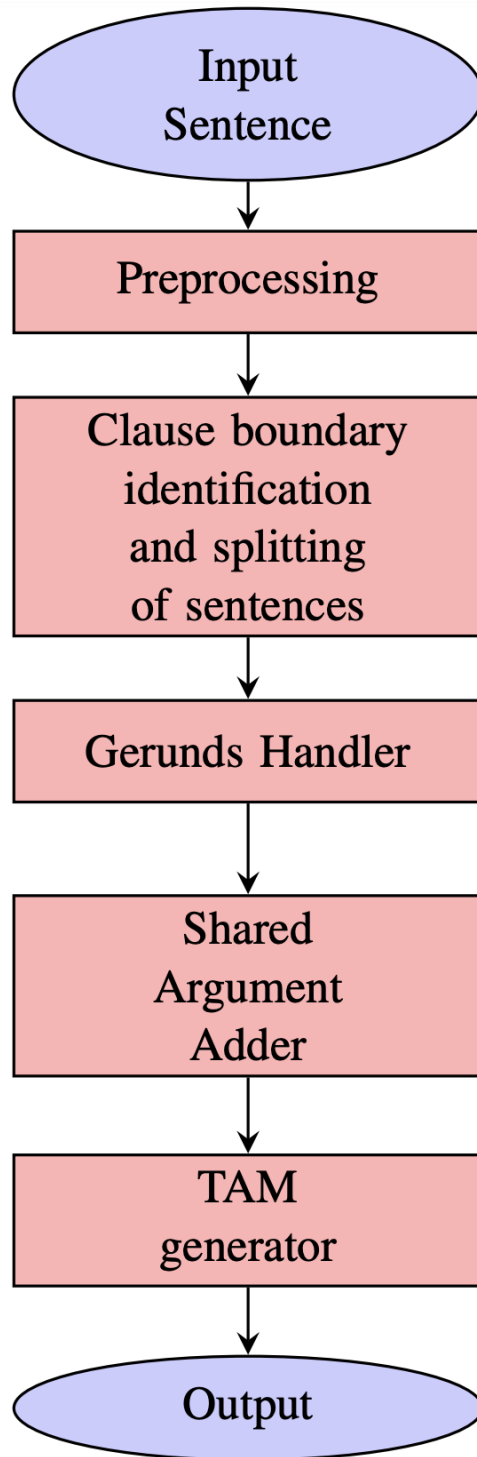 Input
Sentence
Preprocessing
Clause boundary
identification
and splitting
of sentences
Gerunds Handler
Shared
Argument
Adder
TAM
generator
Output